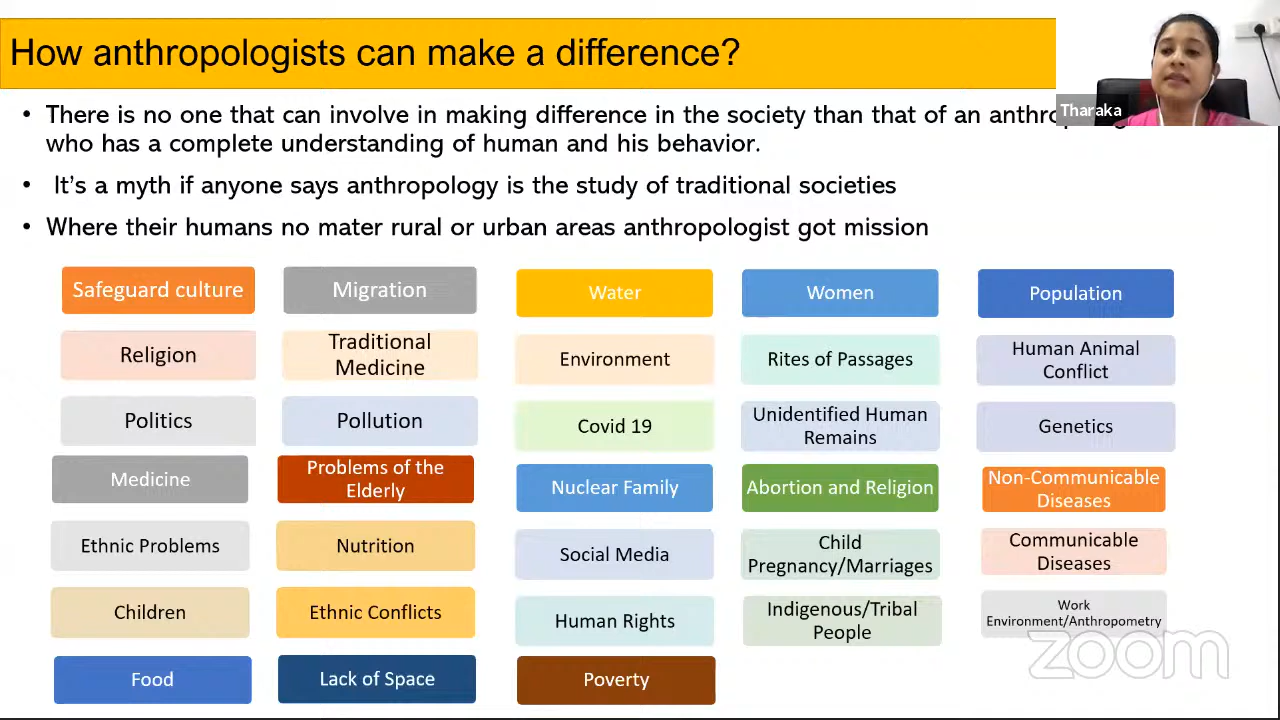 How anthropologists can make a difference?
Tharaka
• There is no one that can involve in making difference in the society than that of an
who has a complete understanding of human and his behavior.
• It's a myth if anyone says anthropology is the study of traditional societies
• Where their humans no mater rural or urban areas anthropologist got mission
Safeguard culture
Religion
Politics
Medicine
Ethnic Problems
Children
Food
Migration
Traditional
Medicine
Pollution
Problems of the
Elderly
Nutrition
Ethnic Conflicts
Lack of Space
Water
Environment
Covid 19
Nuclear Family
Social Media
Human Rights
Poverty
Women
Rites of Passages
Unidentified Human
Remains
Abortion and Religion
Child
Pregnancy/Marriages
Indigenous/Tribal
People
Population
Human Animal
Conflict
Genetics
Non-Communicable
Diseases
Communicable
Diseases
Work
Environment/Anthropometry
zoom